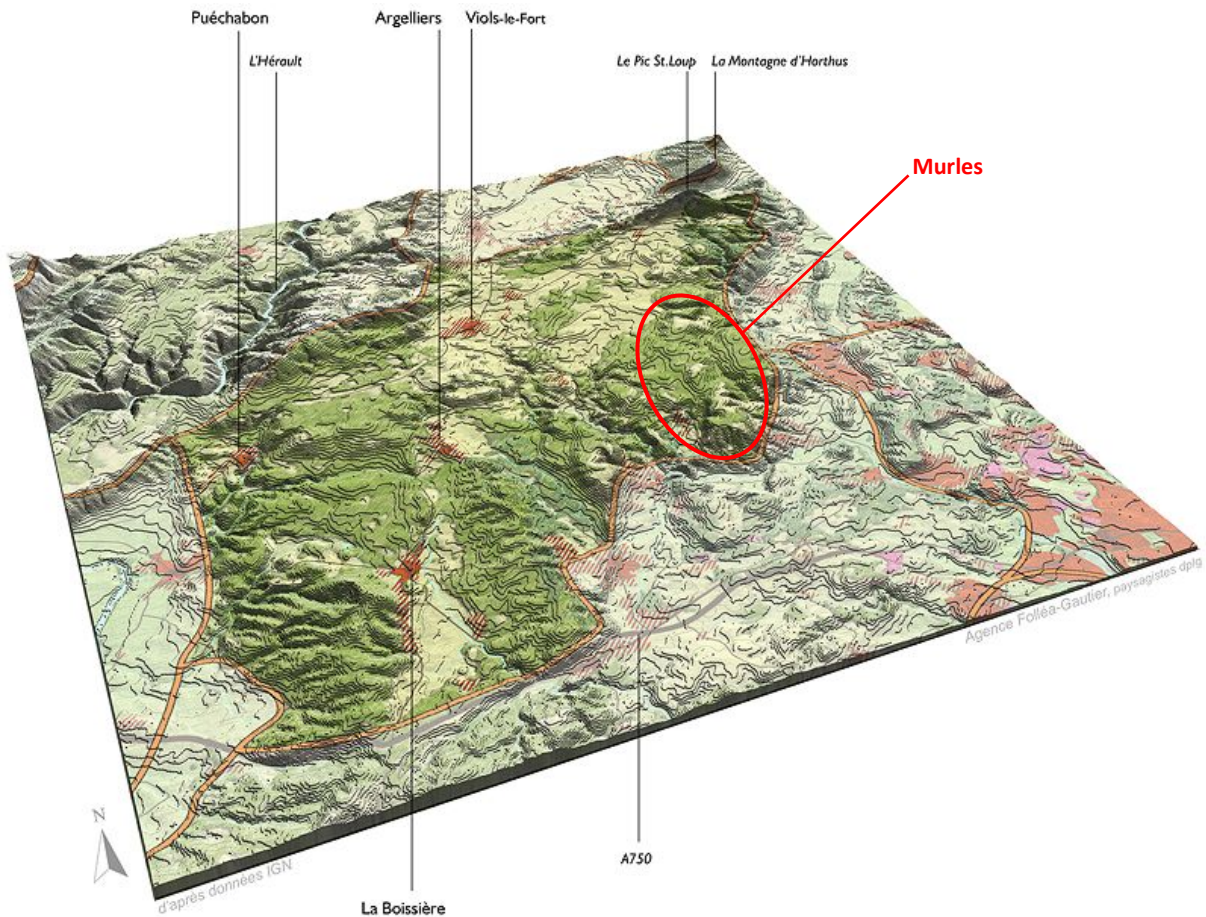 Puéchabon
Argelliers
Viols-le-Fort
L'Hérault
Le Pic St.Loup
La Montagne d'Horthus
Murles
Agence Folléa-Gautier, paysagistes dplg
N
A750
d'après données IGN
La Boissière